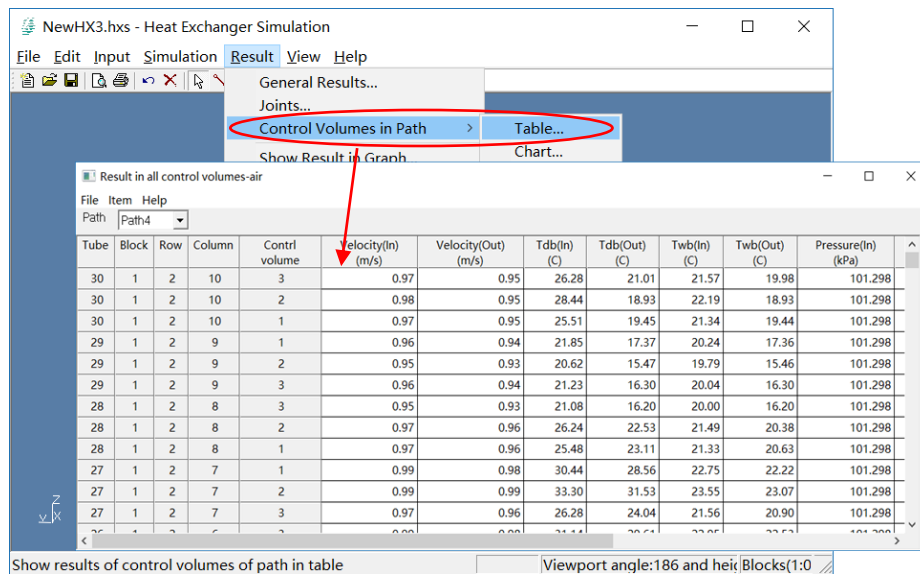 NewHX3.hxs - Heat Exchanger Simulation
File Edit Input Simulation Result View Help
General Results...
Joints...
Control Volumes in Path > Table...
Show Result in Graph Chart...
Result in all control volumes-air
File Item Help
Path Path4
Tube Block Row Column Contrl volume Velocity(In) (m/s) Velocity(Out) (m/s) Tdb(In) (C) Tdb(Out) (C) Twb(In) (C) Twb(Out) (C) Pressure(In) (kPa)
30 1 2 10 3 0.97 0.95 26.28 21.01 21.57 19.98 101.298
30 1 2 10 2 0.98 0.95 28.44 18.93 22.19 18.93 101.298
30 1 2 10 1 0.97 0.95 25.51 19.45 21.34 19.44 101.298
29 1 2 9 1 0.96 0.94 21.85 17.37 20.24 17.36 101.298
29 1 2 9 2 0.95 0.93 20.62 15.47 19.79 15.46 101.298
29 1 2 9 3 0.96 0.94 21.23 16.30 20.04 16.30 101.298
28 1 2 8 3 0.95 0.93 21.08 16.20 20.00 16.20 101.298
28 1 2 8 2 0.97 0.96 26.24 22.53 21.49 20.38 101.298
28 1 2 8 1 0.97 0.96 25.48 23.11 21.33 20.63 101.298
27 1 2 7 1 0.99 0.98 30.44 28.56 22.75 22.22 101.298
27 1 2 7 2 0.99 0.99 33.30 31.53 23.55 23.07 101.298
27 1 2 7 3 0.97 0.96 26.28 24.04 21.56 20.90 101.298
Z
Y X
Show results of control volumes of path in table Viewport angle:186 and heig Blocks(1:0